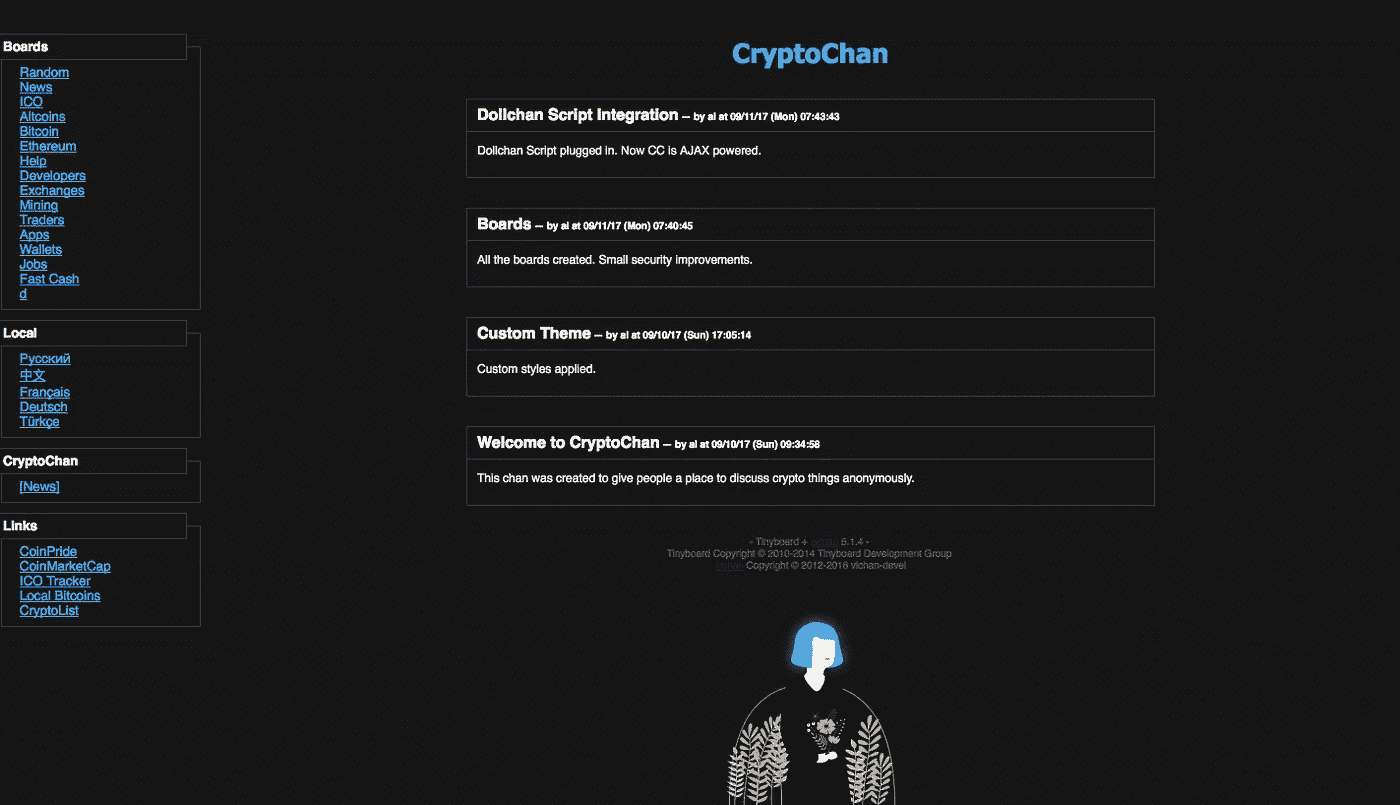 Boards
Random
News
ICO
Altcoins
Bitcoin
Ethereum
Help
Developers
Exchanges
Mining
Traders
Apps
Wallets
Jobs
Fast Cash
d
Local
Русский
中文
Français
Deutsch
Türkçe
CryptoChan
[News]
Links
CoinPride
CoinMarketCap
ICO Tracker
Local Bitcoins
CryptoList
CryptoChan
Dollchan Script Integration — by al at 09/11/17 (Mon) 07:43:43
Dollchan Script plugged in. Now CC is AJAX powered.
Boards — by al at 09/11/17 (Mon) 07:40:45
All the boards created. Small security improvements.
Custom Theme — by al at 09/10/17 (Sun) 17:05:14
Custom styles applied.
Welcome to CryptoChan — by al at 09/10/17 (Sun) 09:34:58
This chan was created to give people a place to discuss crypto things anonymously.
- Tinyboard + vichan 5.1.4 -
Tinyboard Copyright © 2010-2014 Tinyboard Development Group
vichan Copyright © 2012-2016 vichan-devel